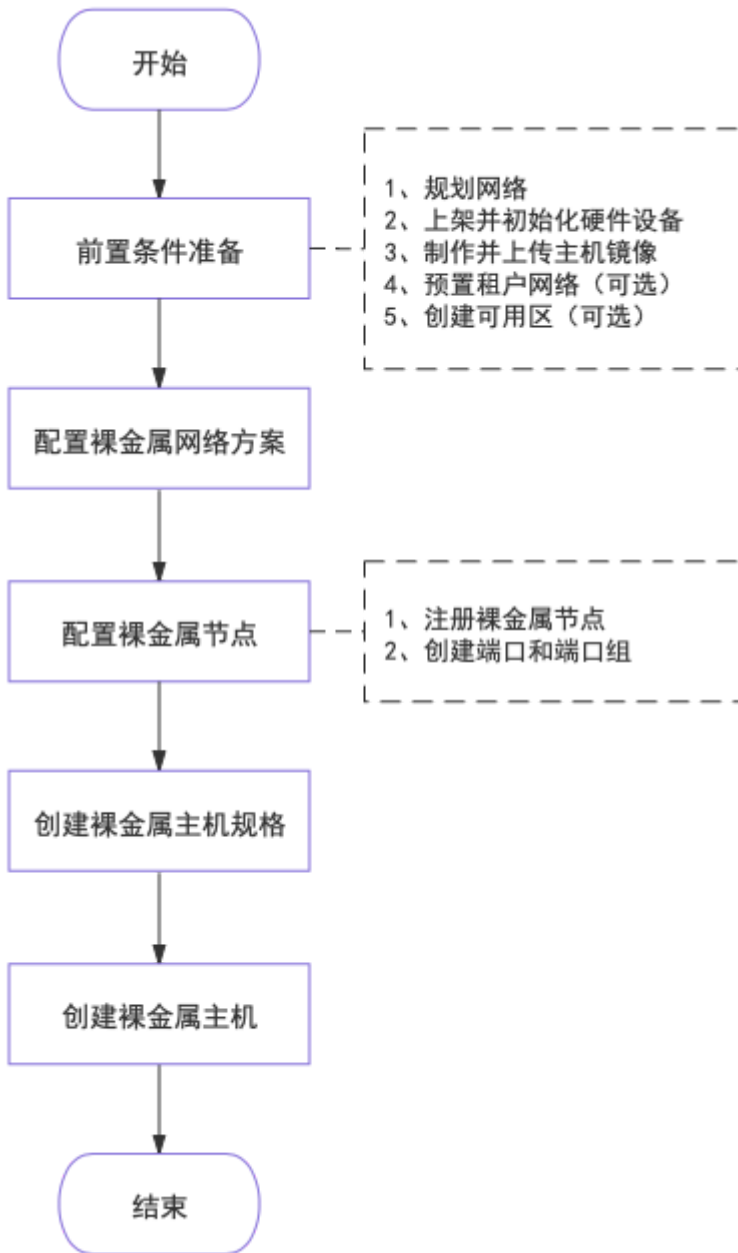 开始
前置条件准备
1、规划网络
2、上架并初始化硬件设备
3、制作并上传主机镜像
4、预置租户网络（可选）
5、创建可用区（可选）
配置裸金属网络方案
配置裸金属节点
1、注册裸金属节点
2、创建端口和端口组
创建裸金属主机规格
创建裸金属主机
结束